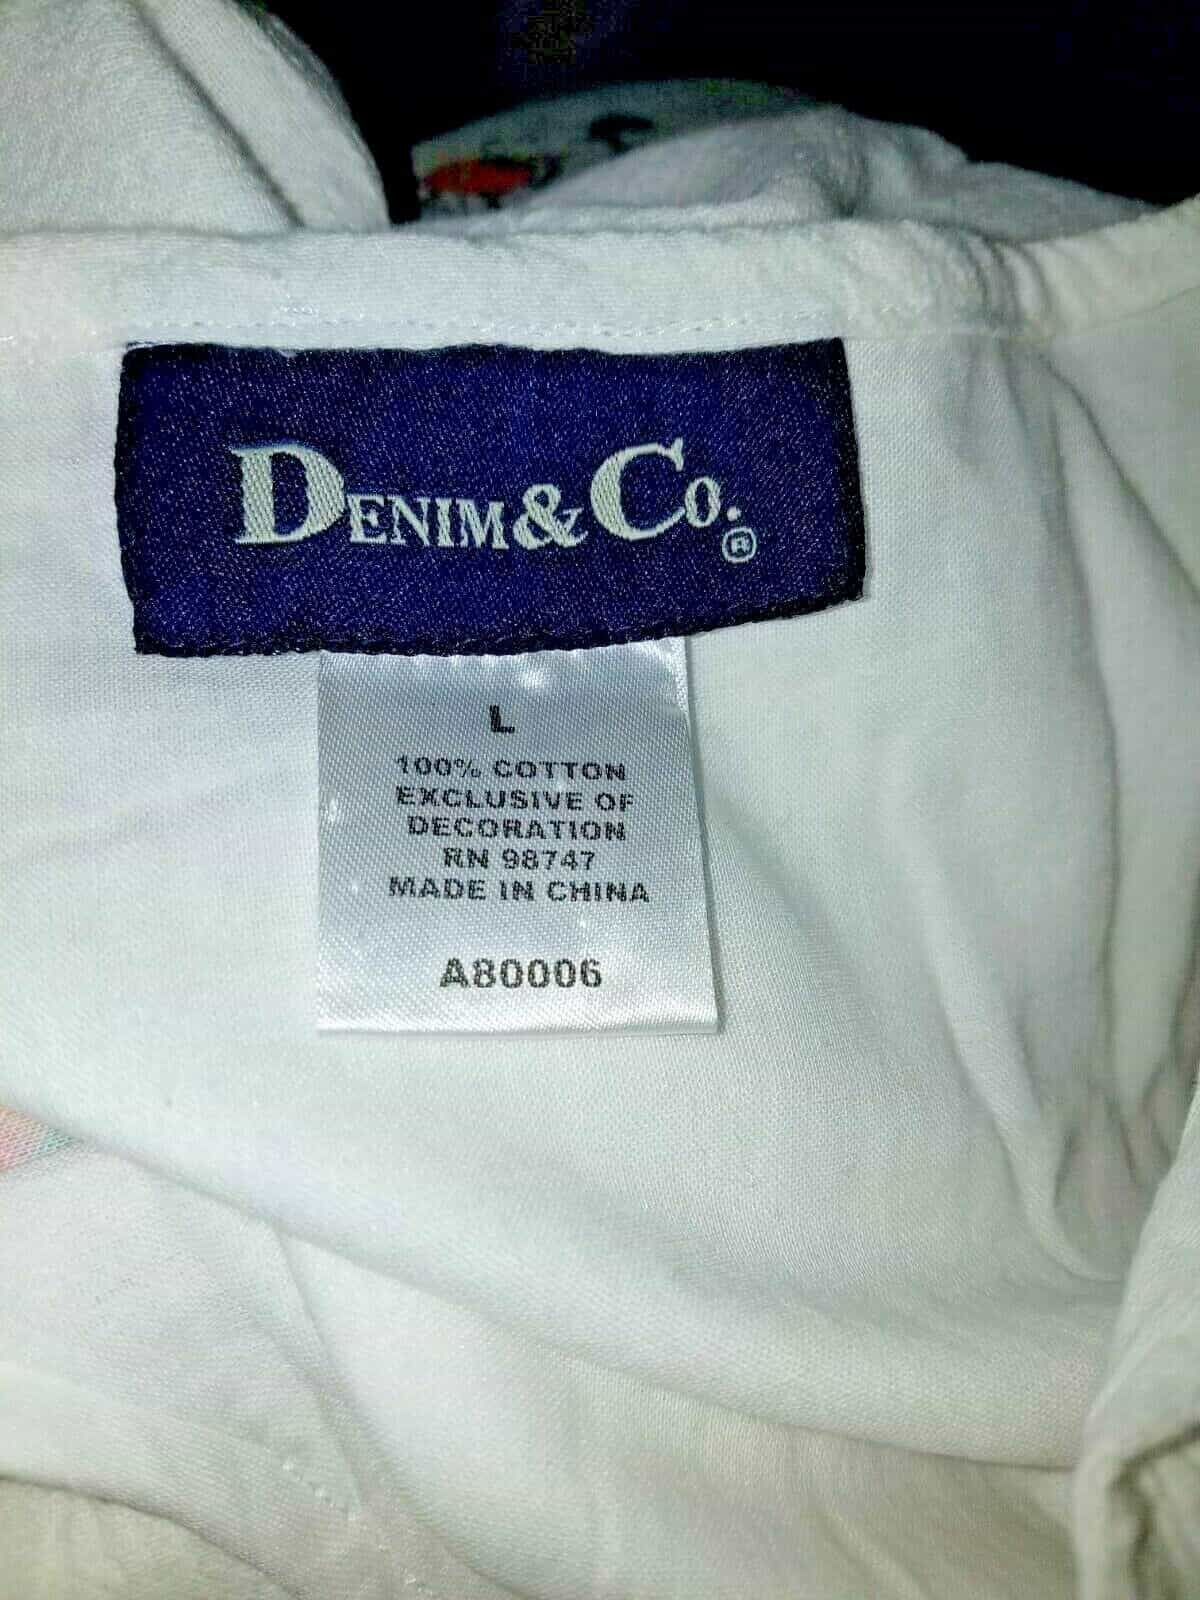 DENIM & CO.®
L
100% COTTON
EXCLUSIVE OF
DECORATION
RN 98747
MADE IN CHINA
A80006